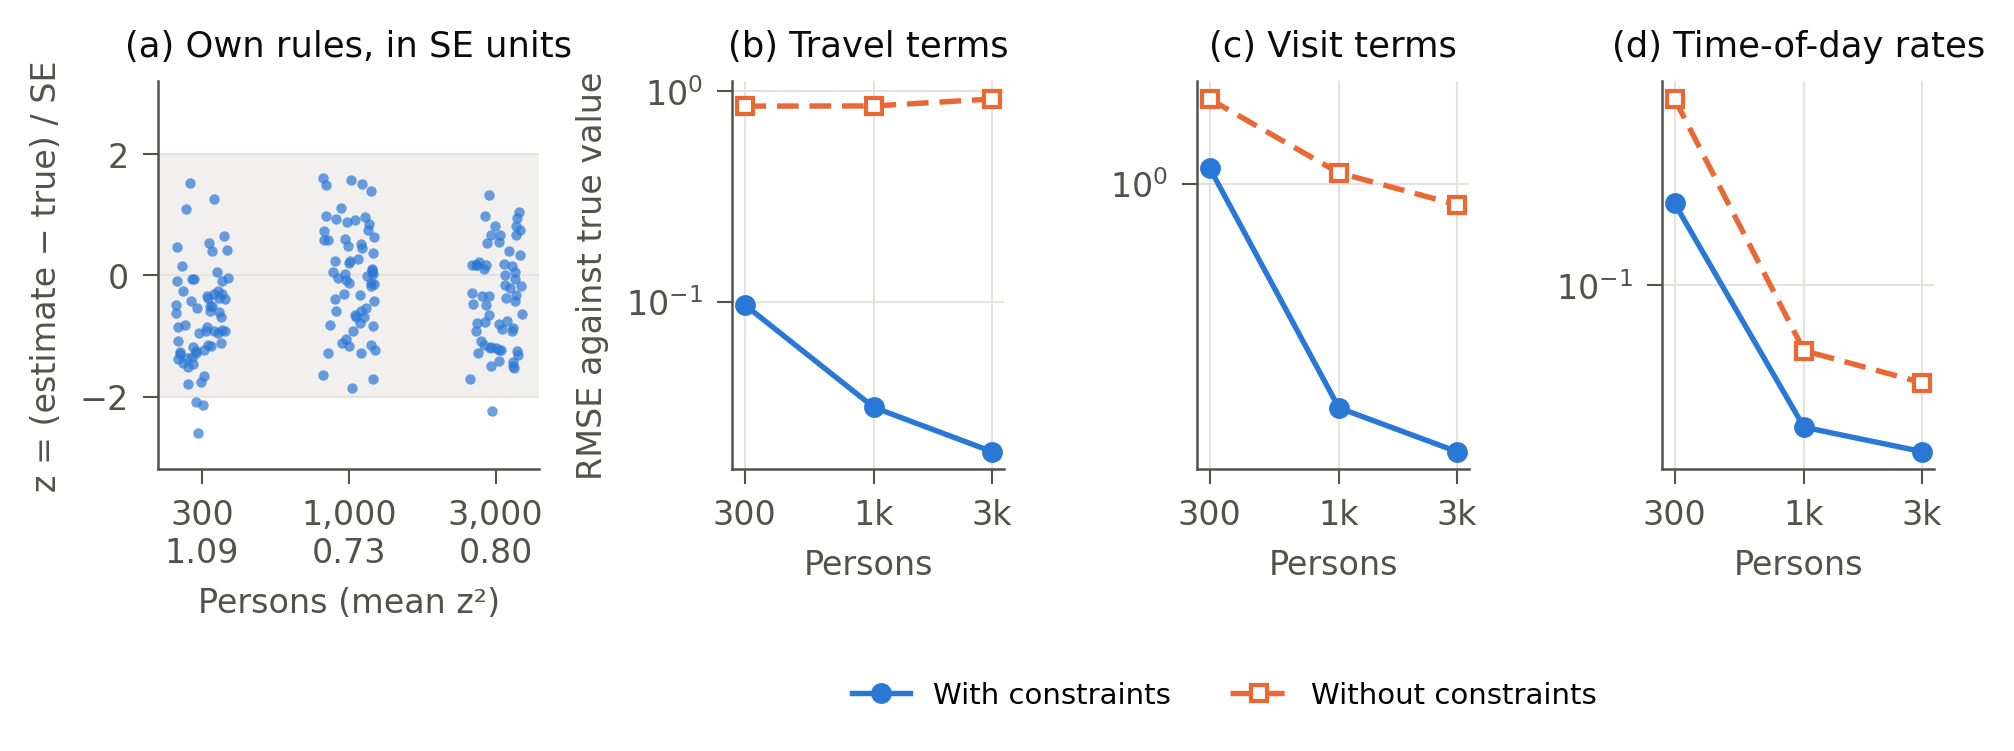 (a) Own rules, in SE units
z = (estimate − true) / SE
2
0
−2
300
1,000
3,000
1.09
0.73
0.80
Persons (mean z²)
(b) Travel terms
RMSE against true value
10⁰
10⁻¹
300
1k
3k
Persons
(c) Visit terms
10⁰
300
1k
3k
Persons
(d) Time-of-day rates
10⁻¹
300
1k
3k
Persons
With constraints
Without constraints